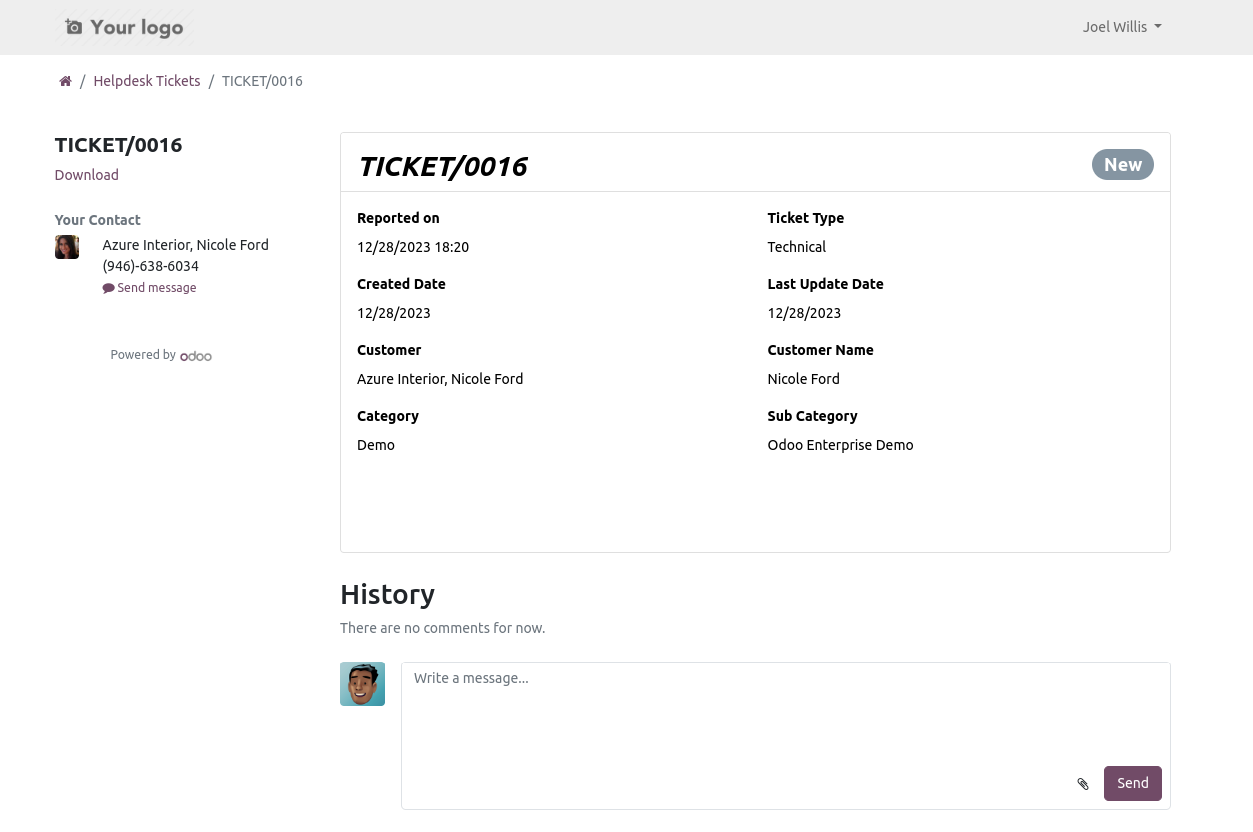 Your logo
Joel Willis
/ Helpdesk Tickets / TICKET/0016
TICKET/0016
Download
Your Contact
Azure Interior, Nicole Ford
(946)-638-6034
Send message
Powered by odoo
TICKET/0016
New
Reported on
12/28/2023 18:20
Ticket Type
Technical
Created Date
12/28/2023
Last Update Date
12/28/2023
Customer
Azure Interior, Nicole Ford
Customer Name
Nicole Ford
Category
Demo
Sub Category
Odoo Enterprise Demo
History
There are no comments for now.
Write a message...
Send